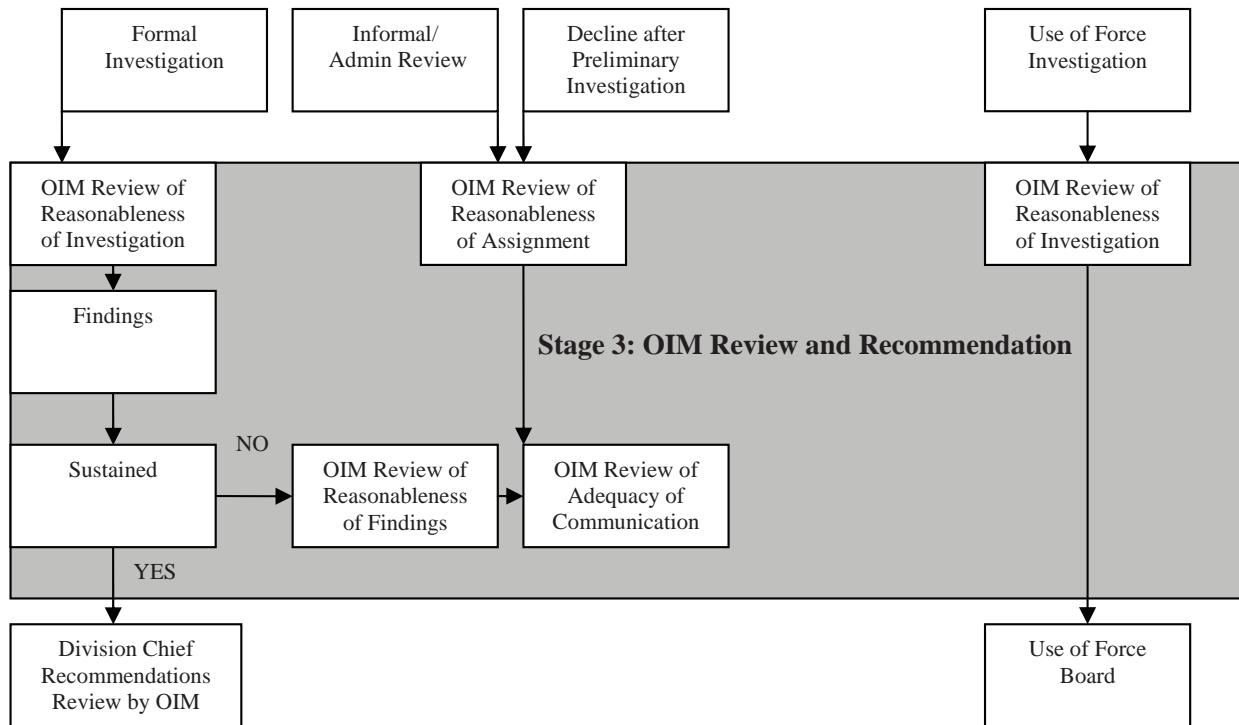 Formal
Investigation
Informal/
Admin Review
Decline after
Preliminary
Investigation
Use of Force
Investigation
OIM Review of
Reasonableness
of Investigation
OIM Review of
Reasonableness
of Assignment
OIM Review of
Reasonableness
of Investigation
Findings
Stage 3: OIM Review and Recommendation
Sustained
NO
OIM Review of
Reasonableness
of Findings
OIM Review of
Adequacy of
Communication
YES
Division Chief
Recommendations
Review by OIM
Use of Force
Board